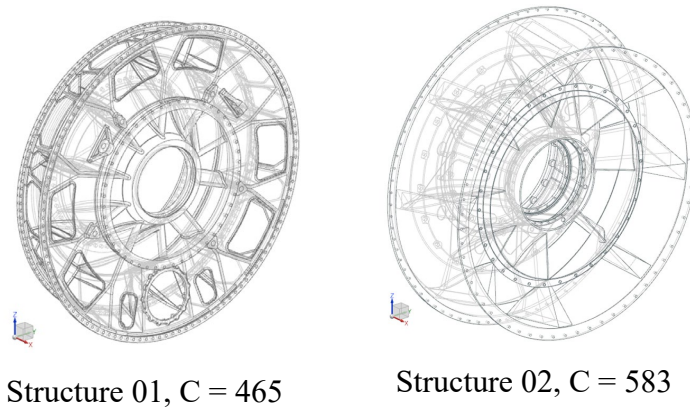 Structure 01, C = 465
Structure 02, C = 583
Z
X
Z
X